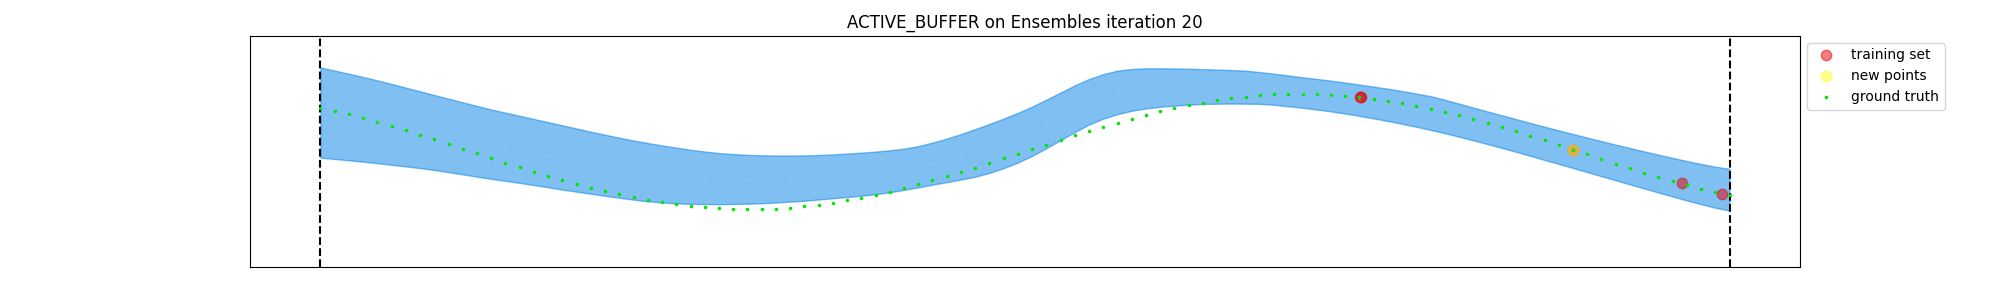 ACTIVE_BUFFER on Ensembles iteration 20
training set
new points
ground truth